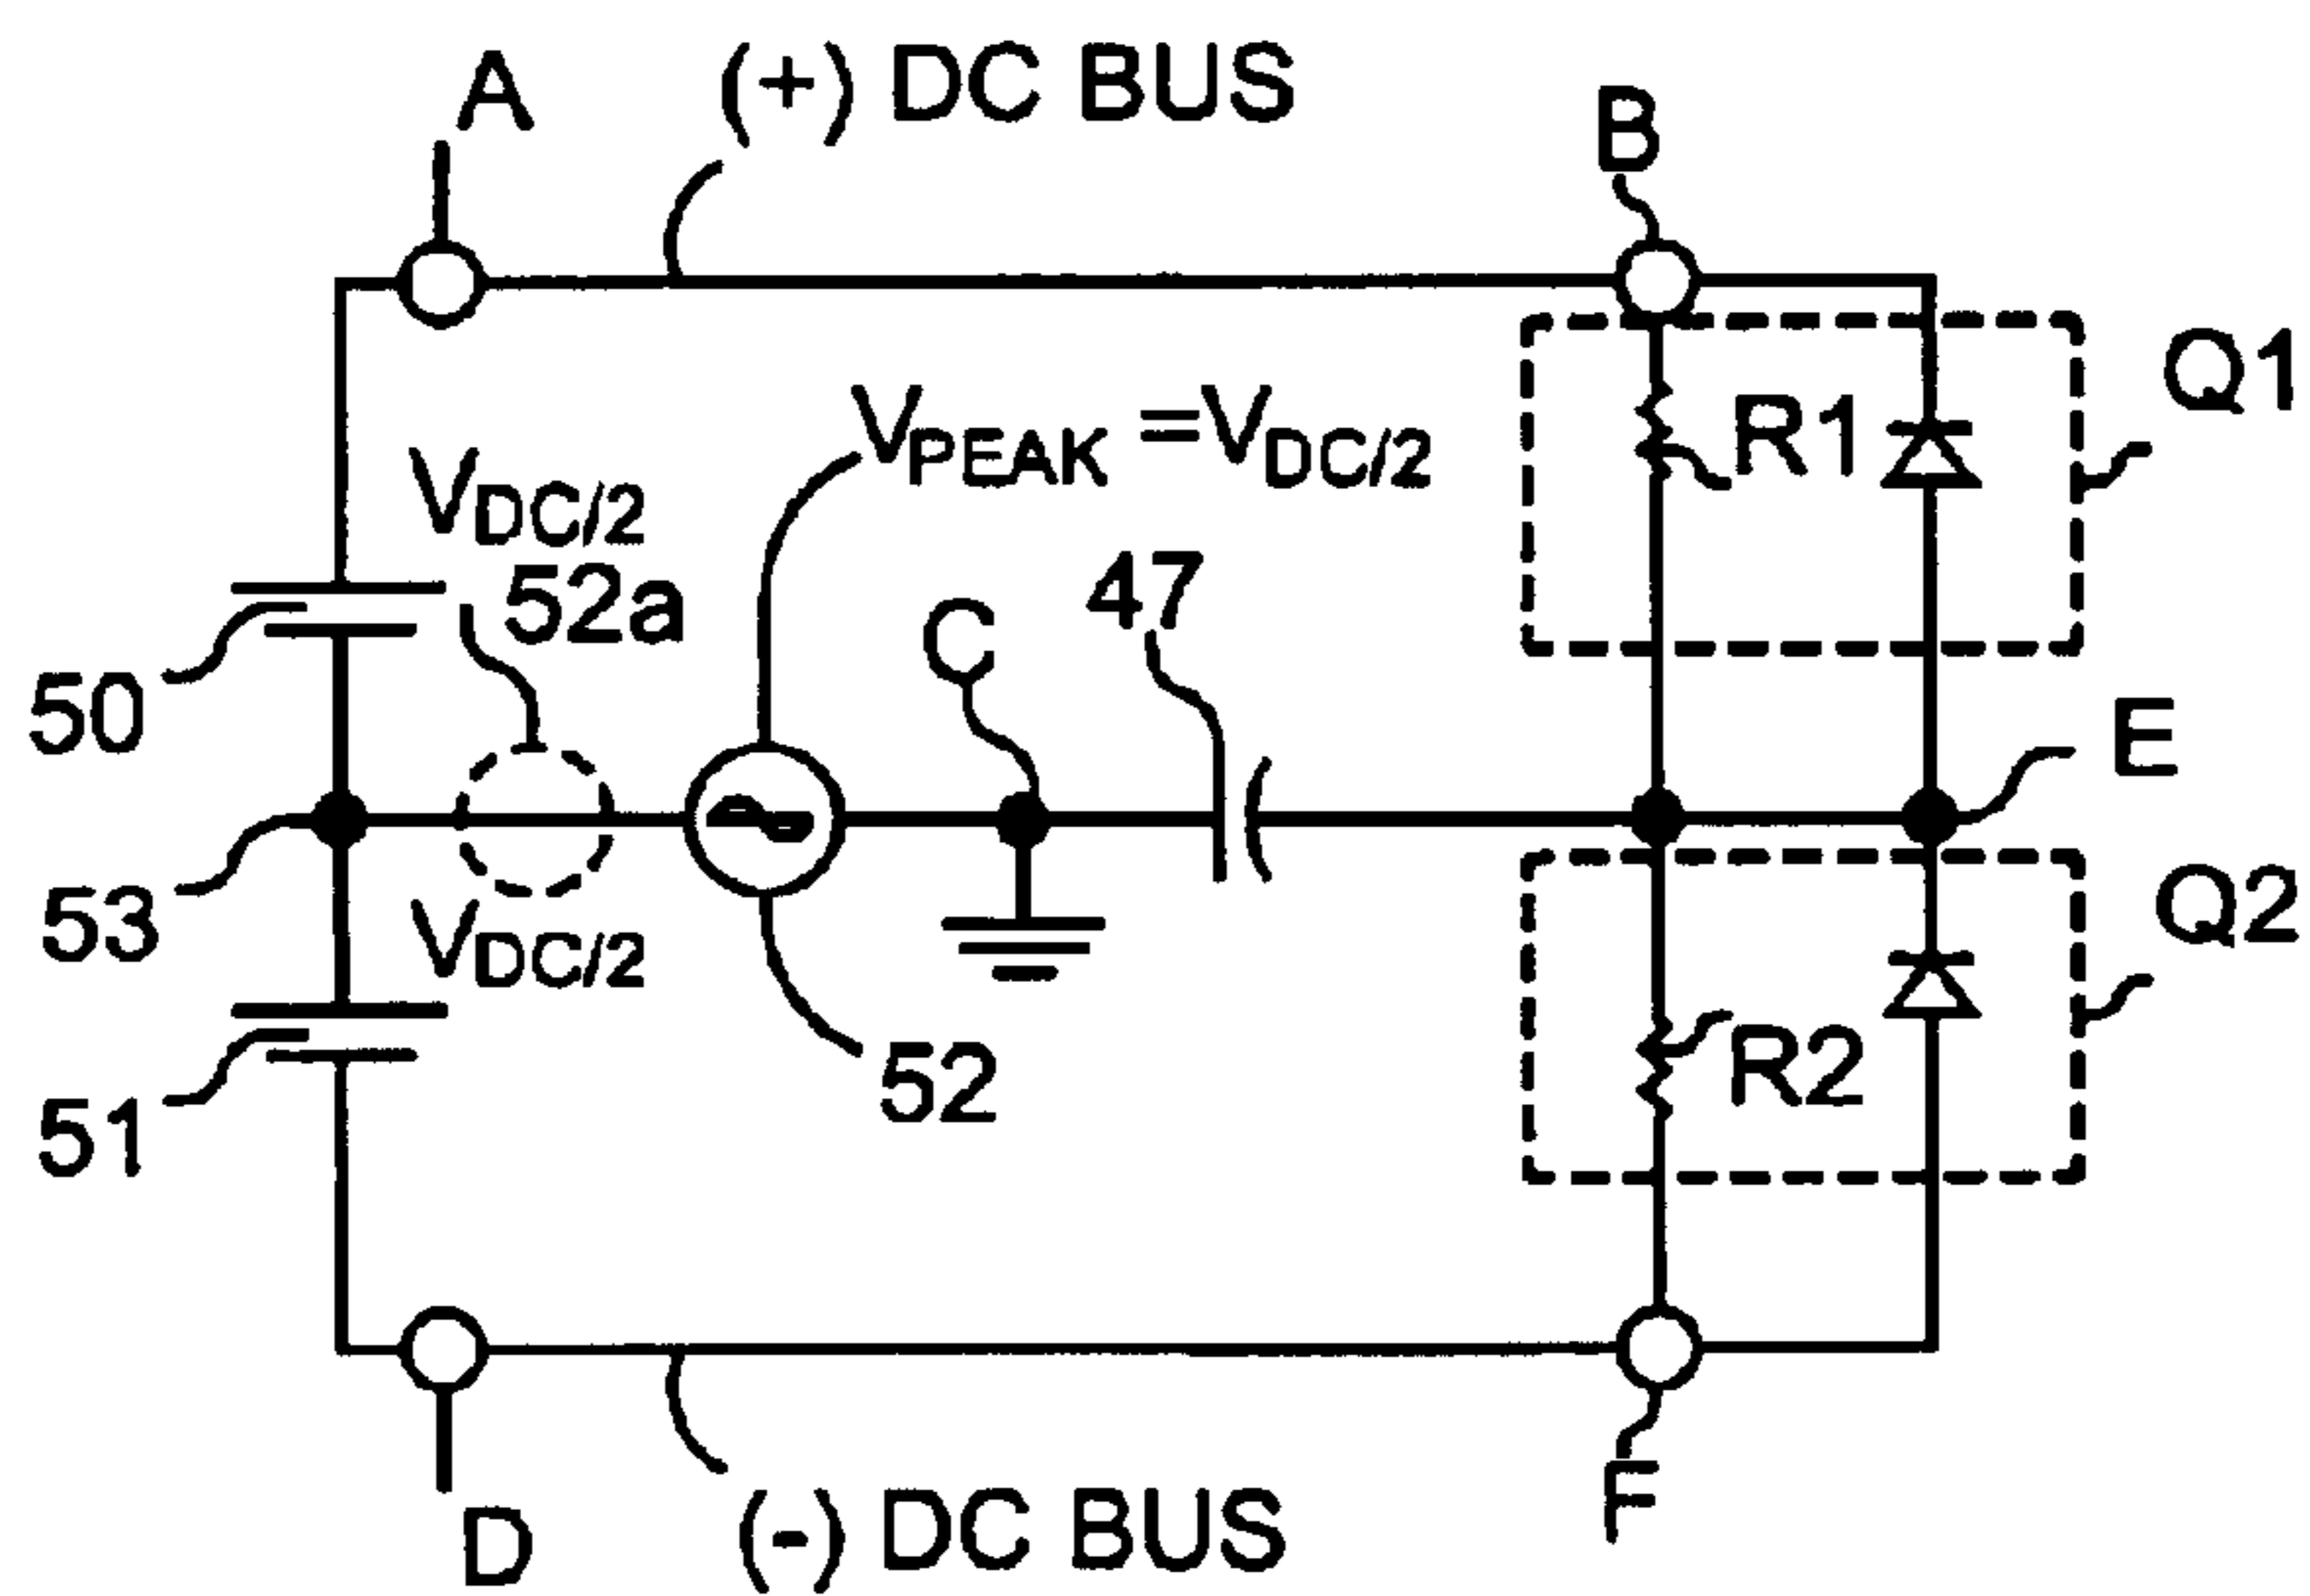 A
(+) DC BUS
B
Q1
R1
VPEAK =VDC/2
VDC/2
52a
47
C
50
E
53
VDC/2
Q2
R2
52
51
F
D
(-) DC BUS